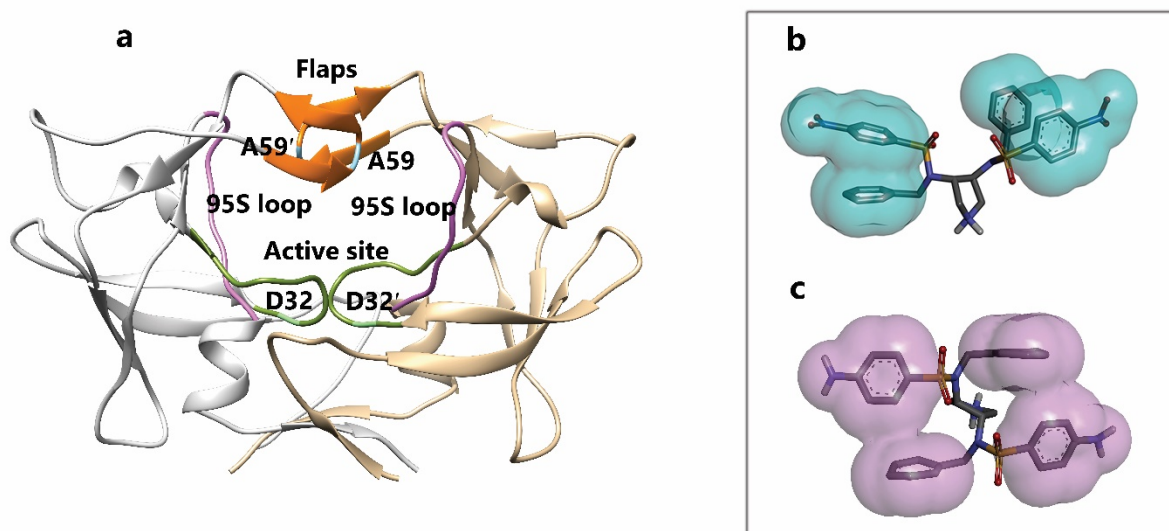 a
Flaps
A59′
A59
95S loop
95S loop
Active site
D32
D32′
b
c